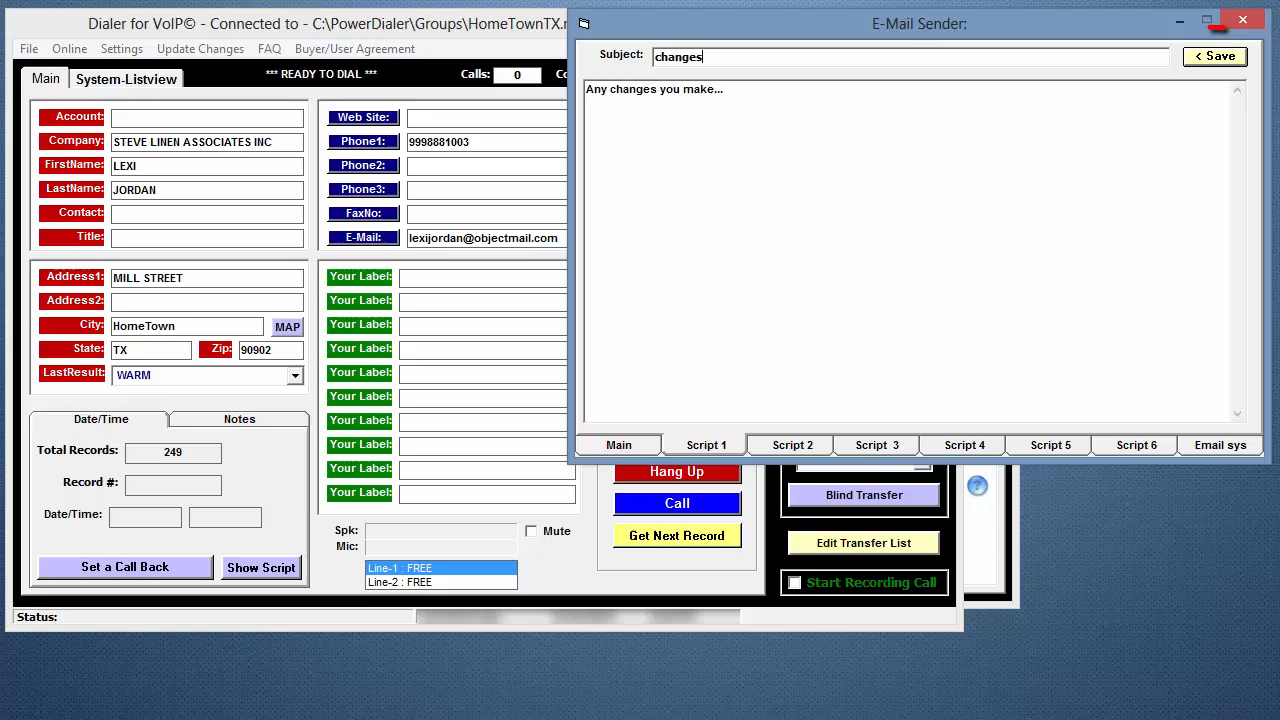 Dialer for VoIP© - Connected to - C:\PowerDialer\Groups\HomeTownTX.
File Online Settings Update Changes FAQ Buyer/User Agreement
Main System-Listview *** READY TO DIAL *** Calls: 0
Account:
Company: STEVE LINEN ASSOCIATES INC
FirstName: LEXI
LastName: JORDAN
Contact:
Title:
Web Site:
Phone1: 9998881003
Phone2:
Phone3:
FaxNo:
E-Mail: lexijordan@objectmail.com
Address1: MILL STREET
Address2:
City: HomeTown MAP
State: TX Zip: 90902
LastResult: WARM
Your Label:
Your Label:
Your Label:
Your Label:
Your Label:
Your Label:
Your Label:
Your Label:
Your Label:
Your Label:
Date/Time Notes
Total Records: 249
Record #:
Date/Time:
Set a Call Back Show Script
Spk: Mute
Mic:
Line-1 : FREE
Line-2 : FREE
Hang Up
Call
Get Next Record
Blind Transfer
Edit Transfer List
Start Recording Call
Status:
E-Mail Sender:
Subject: changes < Save
Any changes you make...
Main Script 1 Script 2 Script 3 Script 4 Script 5 Script 6 Email sys